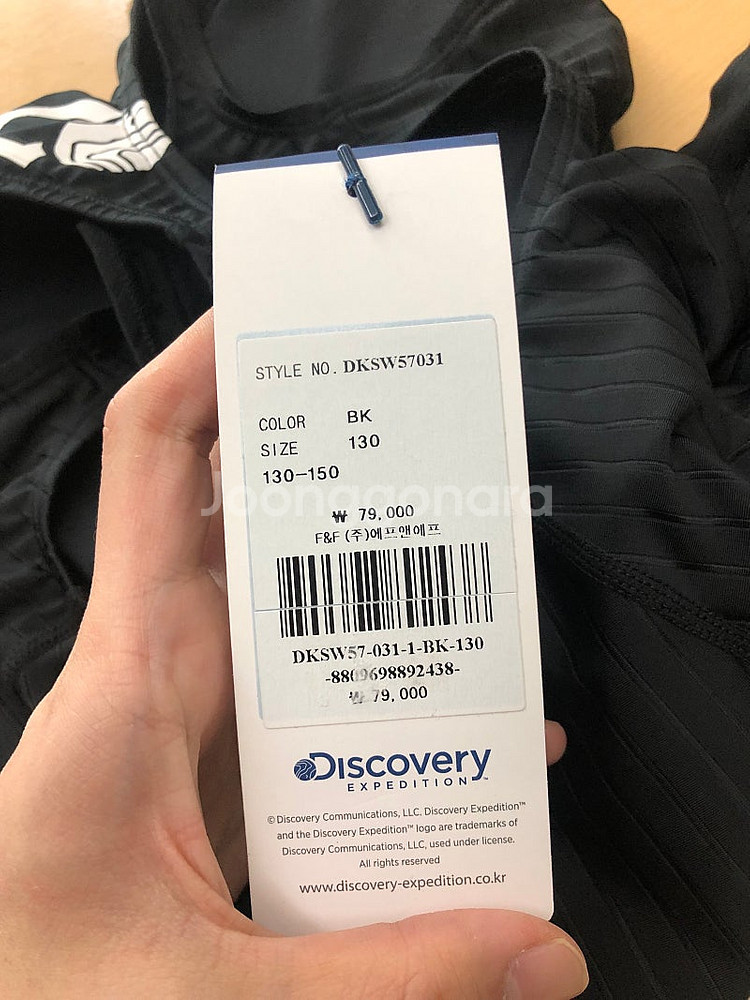 STYLE NO. DKSW57031
COLOR BK
SIZE 130
130-150
Joonggonara
₩ 79,000
F&F (주)에프앤에프
DKSW57-031-1-BK-130
-8809698892438-
₩ 79,000
Discovery
EXPEDITION™
© Discovery Communications, LLC. Discovery Expedition™
and the Discovery Expedition™ logo are trademarks of
Discovery Communications, LLC, used under license.
All rights reserved
www.discovery-expedition.co.kr